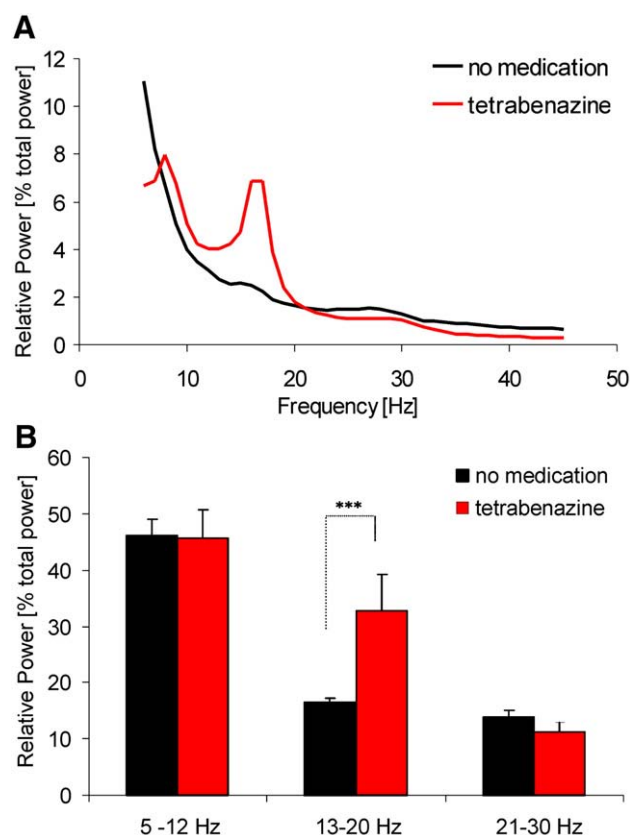 A
12
10
8
6
4
2
0
Relative Power [% total power]
no medication
tetrabenazine
0 10 20 30 40 50
Frequency [Hz]
B
60
50
40
30
20
10
0
Relative Power [% total power]
no medication
tetrabenazine
***
5 -12 Hz 13-20 Hz 21-30 Hz